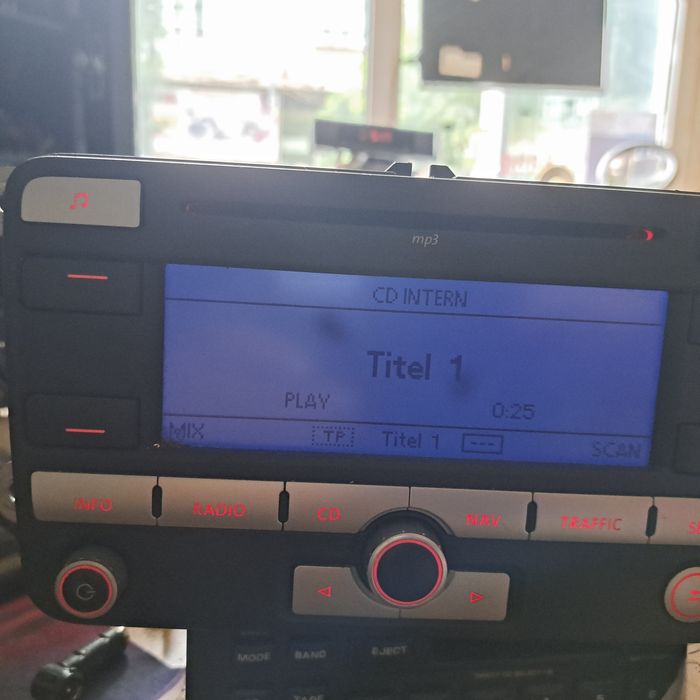 mp3
CD INTERN
Titel 1
PLAY
0:25
MIX
TP
Titel 1
---
SCAN
INFO
RADIO
CD
NAV
TRAFFIC
MODE
BAND
EJECT
TAPE